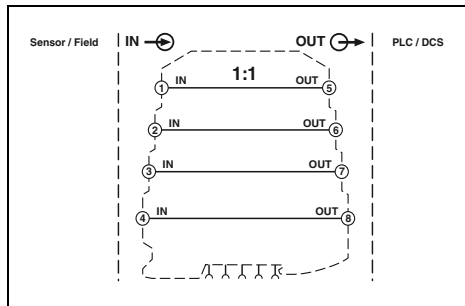 Sensor / Field IN OUT PLC / DCS
1:1
1 IN OUT 5
2 IN OUT 6
3 IN OUT 7
4 IN OUT 8